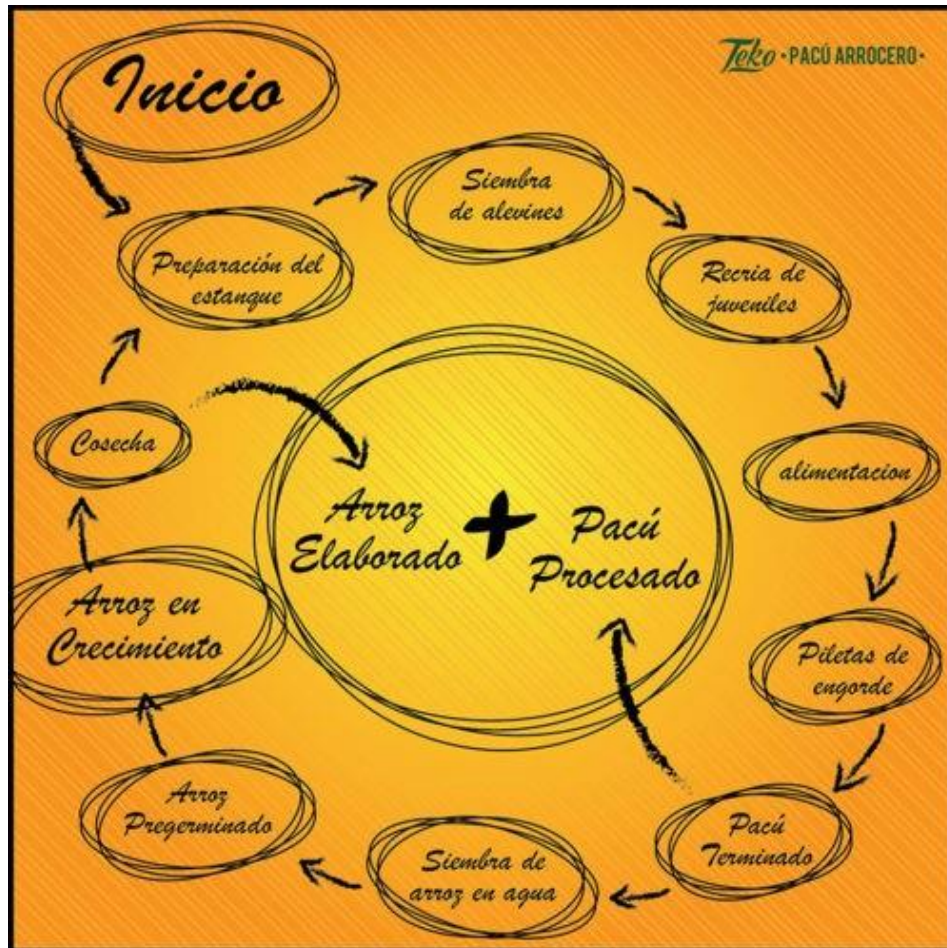 Inicio
Teko · PACÚ ARROCERO ·
Preparación del
estanque
Siembra
de alevines
Recria de
juveniles
alimentacion
Piletas de
engorde
Pacú
Terminado
Siembra de
arroz en agua
Arroz
Pregerminado
Arroz en
Crecimiento
Cosecha
Arroz
Elaborado
+
Pacú
Procesado